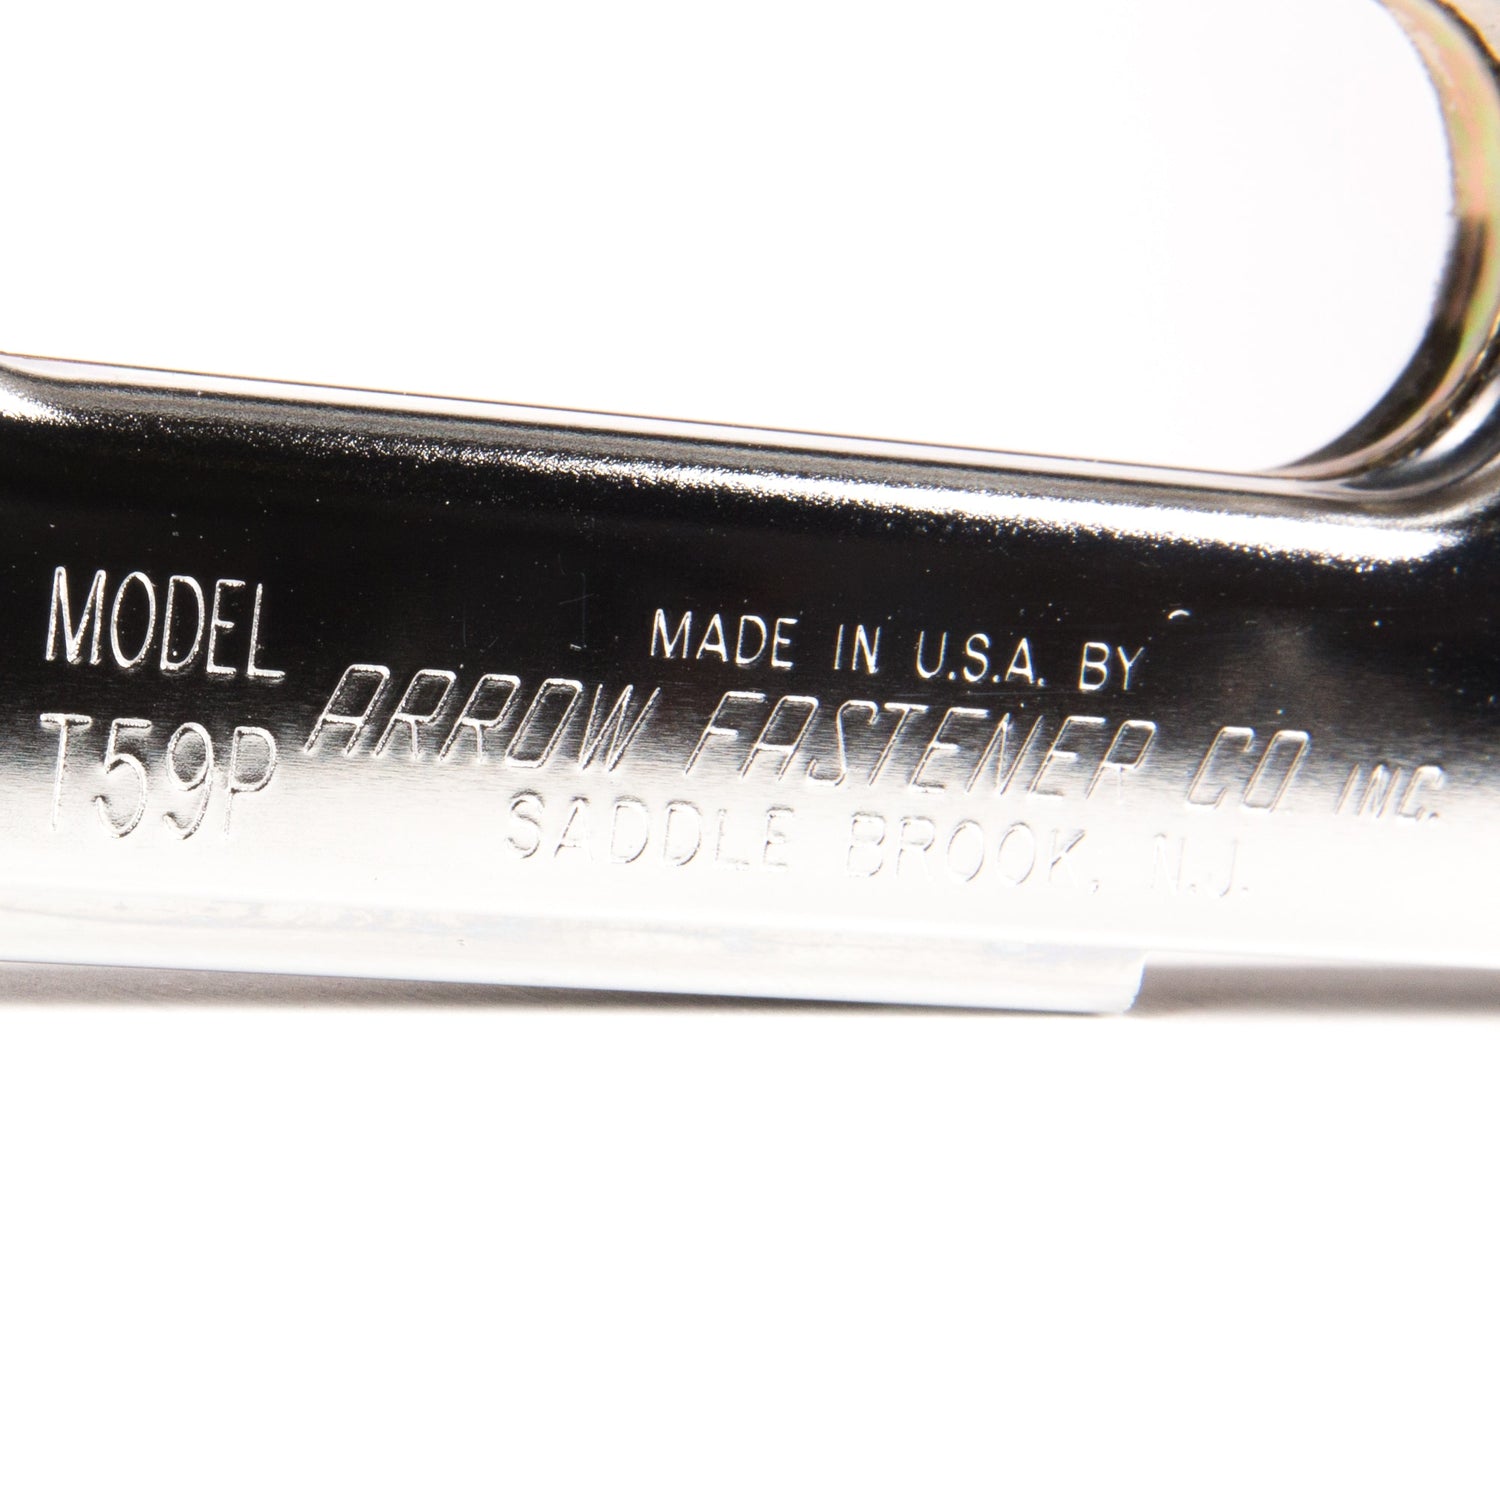 MODEL
T59P
MADE IN U.S.A. BY
ARROW FASTENER CO. INC.
SADDLE BROOK, N.J.